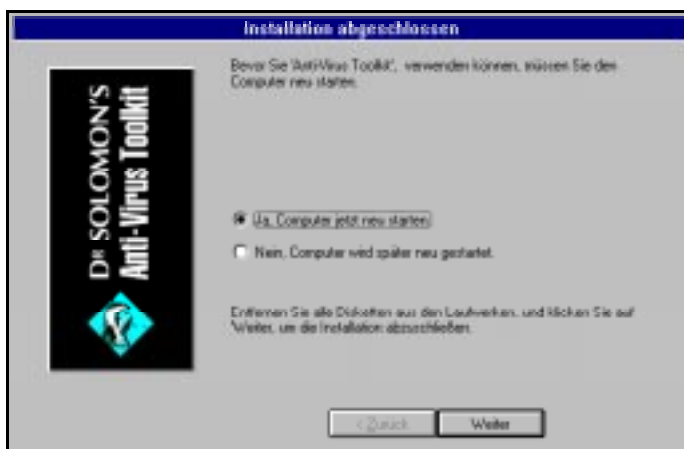 Installation abgeschlossen
Bevor Sie 'Anti-Virus Toolkit', verwenden können, müssen Sie den
Computer neu starten.
Ja, Computer jetzt neu starten
Nein, Computer wird später neu gestartet.
Entfernen Sie alle Disketten aus den Laufwerken, und klicken Sie auf
'Weiter, um die Installation abzuschließen.
DR SOLOMON'S
Anti-Virus Toolkit
< Zurück
Weiter